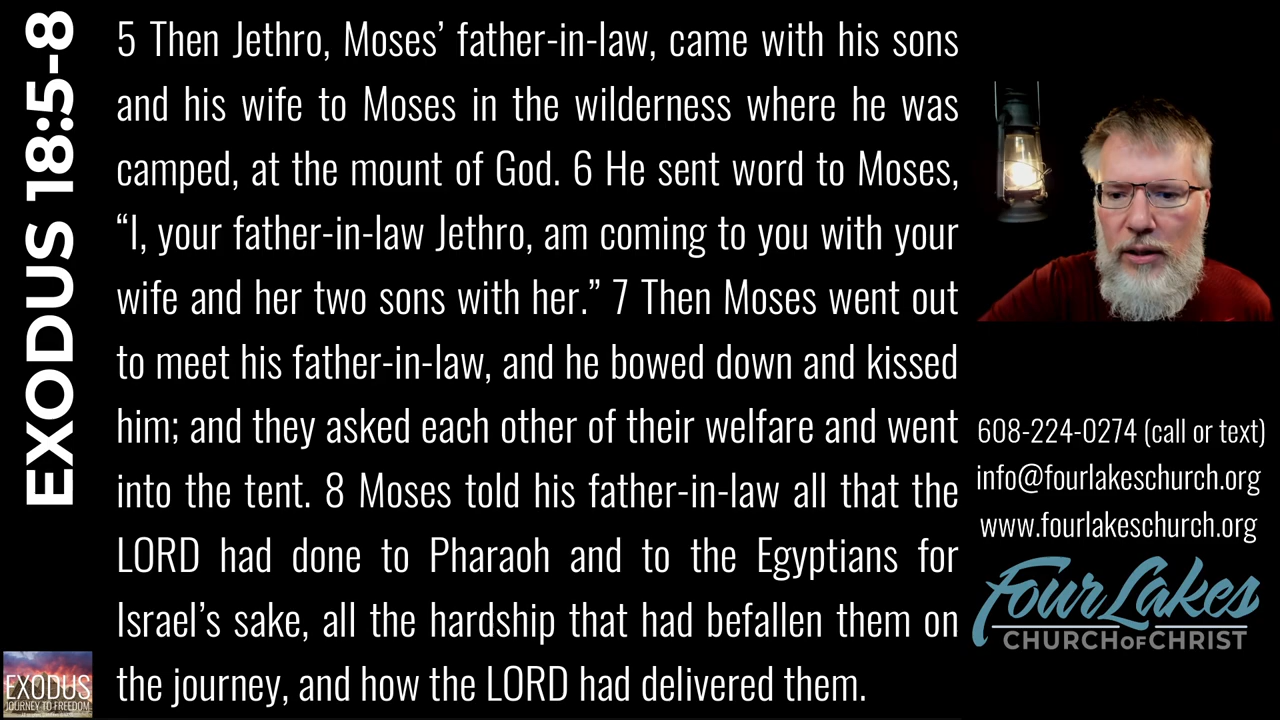 EXODUS 18:5-8
5 Then Jethro, Moses’ father-in-law, came with his sons
and his wife to Moses in the wilderness where he was
camped, at the mount of God. 6 He sent word to Moses,
“I, your father-in-law Jethro, am coming to you with your
wife and her two sons with her.” 7 Then Moses went out
to meet his father-in-law, and he bowed down and kissed
him; and they asked each other of their welfare and went
into the tent. 8 Moses told his father-in-law all that the
LORD had done to Pharaoh and to the Egyptians for
Israel’s sake, all the hardship that had befallen them on
the journey, and how the LORD had delivered them.
608-224-0274 (call or text)
info@fourlakeschurch.org
www.fourlakeschurch.org
Four Lakes
CHURCH OF CHRIST
EXODUS
JOURNEY TO FREEDOM